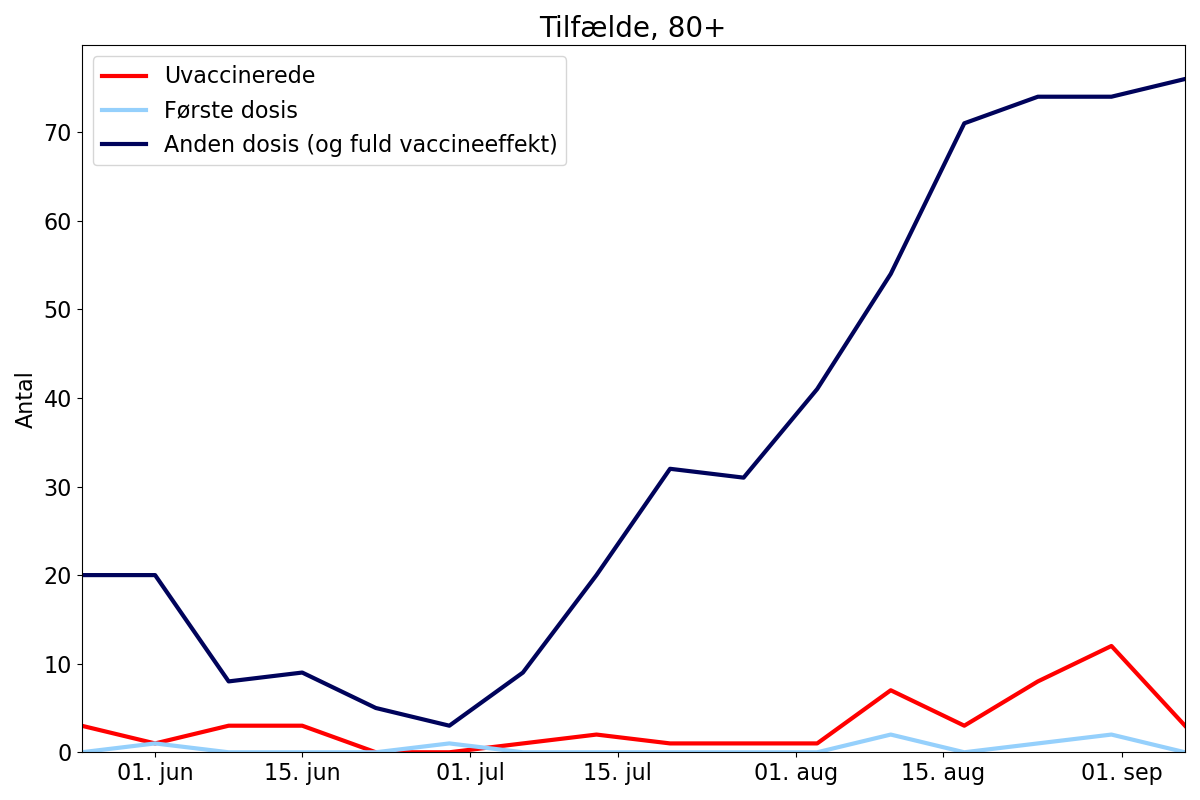 Tilfælde, 80+
Uvaccinerede
Første dosis
Anden dosis (og fuld vaccineeffekt)
Antal
70
60
50
40
30
20
10
0
01. jun 15. jun 01. jul 15. jul 01. aug 15. aug 01. sep